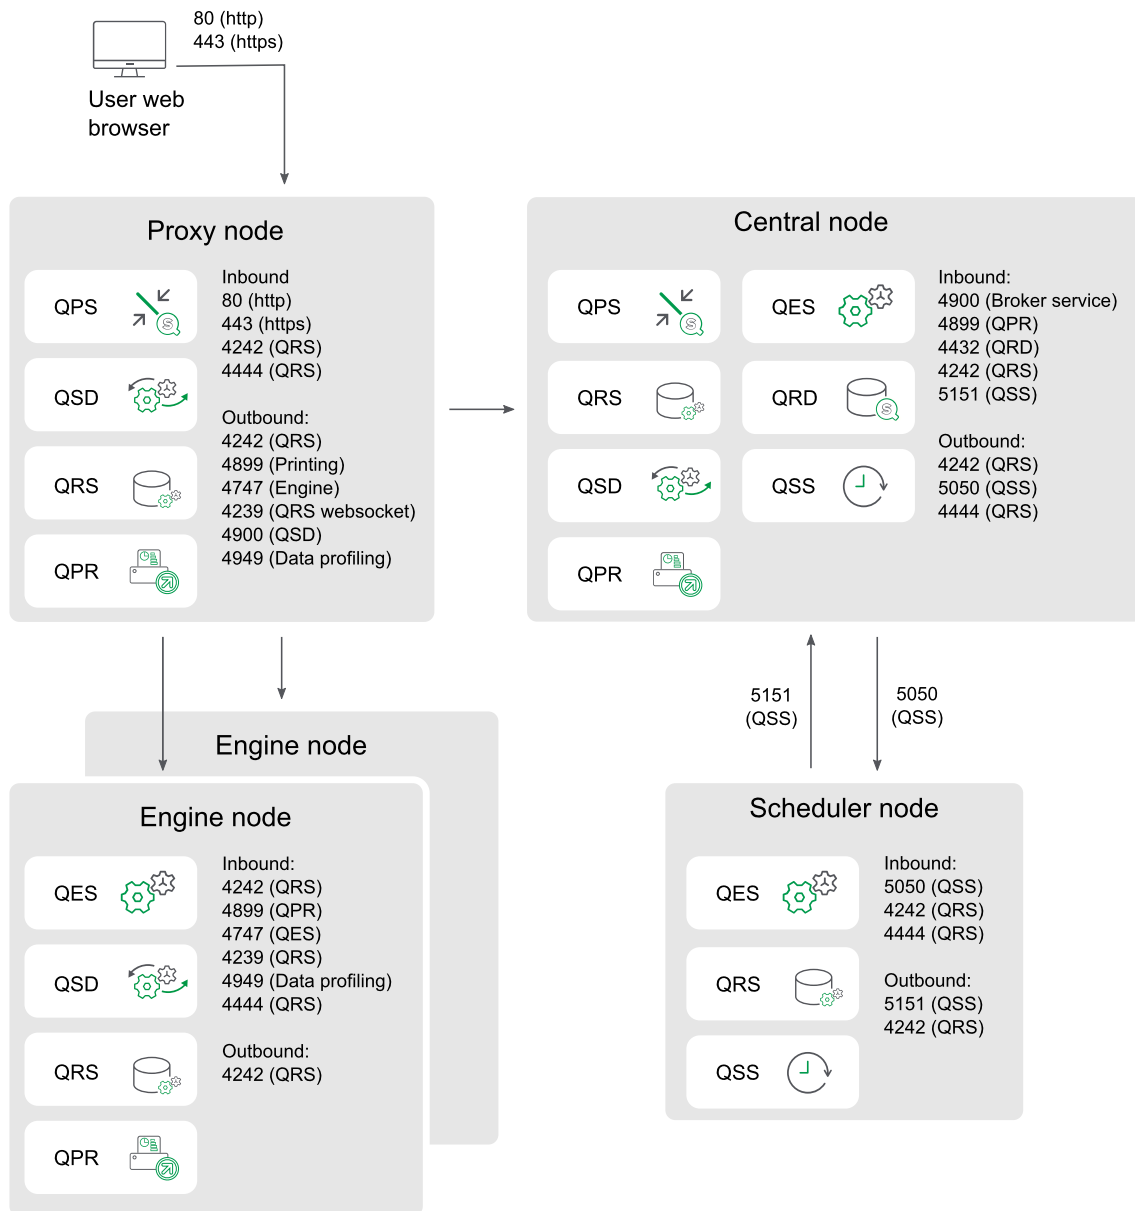 80 (http)
443 (https)
User web
browser
Proxy node
QPS
QSD
QRS
QPR
Inbound
80 (http)
443 (https)
4242 (QRS)
4444 (QRS)
Outbound:
4242 (QRS)
4899 (Printing)
4747 (Engine)
4239 (QRS websocket)
4900 (QSD)
4949 (Data profiling)
Central node
QPS
QES
QRS
QRD
QSD
QSS
QPR
Inbound:
4900 (Broker service)
4899 (QPR)
4432 (QRD)
4242 (QRS)
5151 (QSS)
Outbound:
4242 (QRS)
5050 (QSS)
4444 (QRS)
5151
(QSS)
5050
(QSS)
Engine node
Engine node
QES
QSD
QRS
QPR
Inbound:
4242 (QRS)
4899 (QPR)
4747 (QES)
4239 (QRS)
4949 (Data profiling)
4444 (QRS)
Outbound:
4242 (QRS)
Scheduler node
QES
QRS
QSS
Inbound:
5050 (QSS)
4242 (QRS)
4444 (QRS)
Outbound:
5151 (QSS)
4242 (QRS)